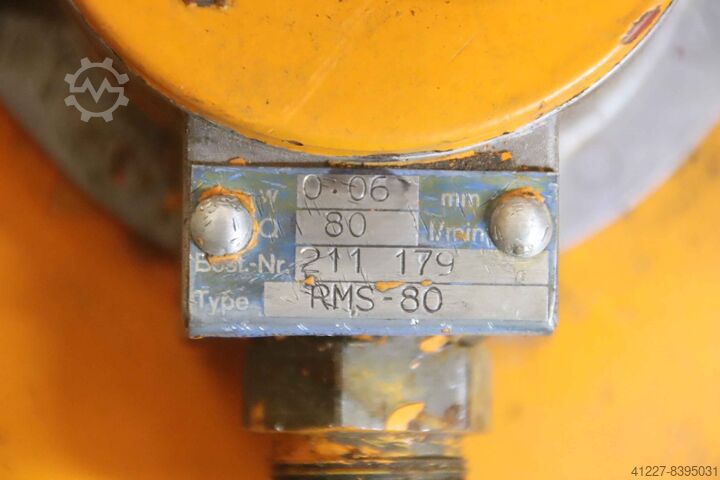 W 0.06 mm
Q 80 l/min
Best.-Nr. 211 179
Type RMS-80
41227-8395031